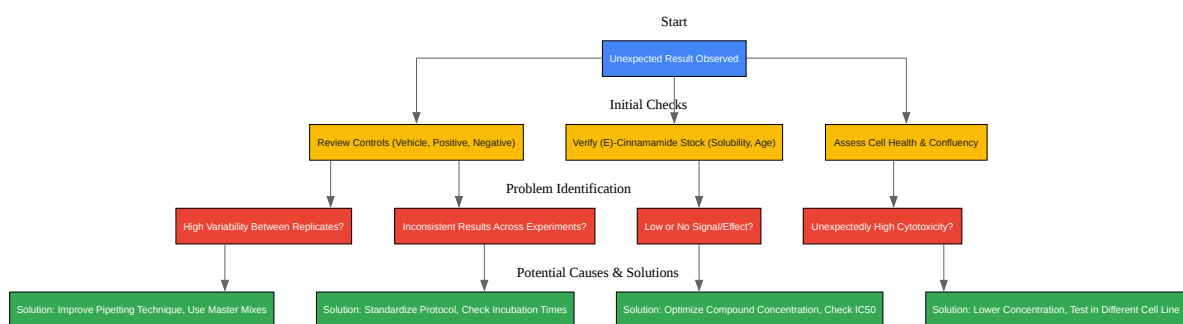 Start
Unexpected Result Observed
Initial Checks
Review Controls (Vehicle, Positive, Negative)
Verify (E)-Cinnamamide Stock (Solubility, Age)
Assess Cell Health & Confluency
Problem Identification
High Variability Between Replicates?
Inconsistent Results Across Experiments?
Low or No Signal/Effect?
Unexpectedly High Cytotoxicity?
Potential Causes & Solutions
Solution: Improve Pipetting Technique, Use Master Mixes
Solution: Standardize Protocol, Check Incubation Times
Solution: Optimize Compound Concentration, Check IC50
Solution: Lower Concentration, Test in Different Cell Line